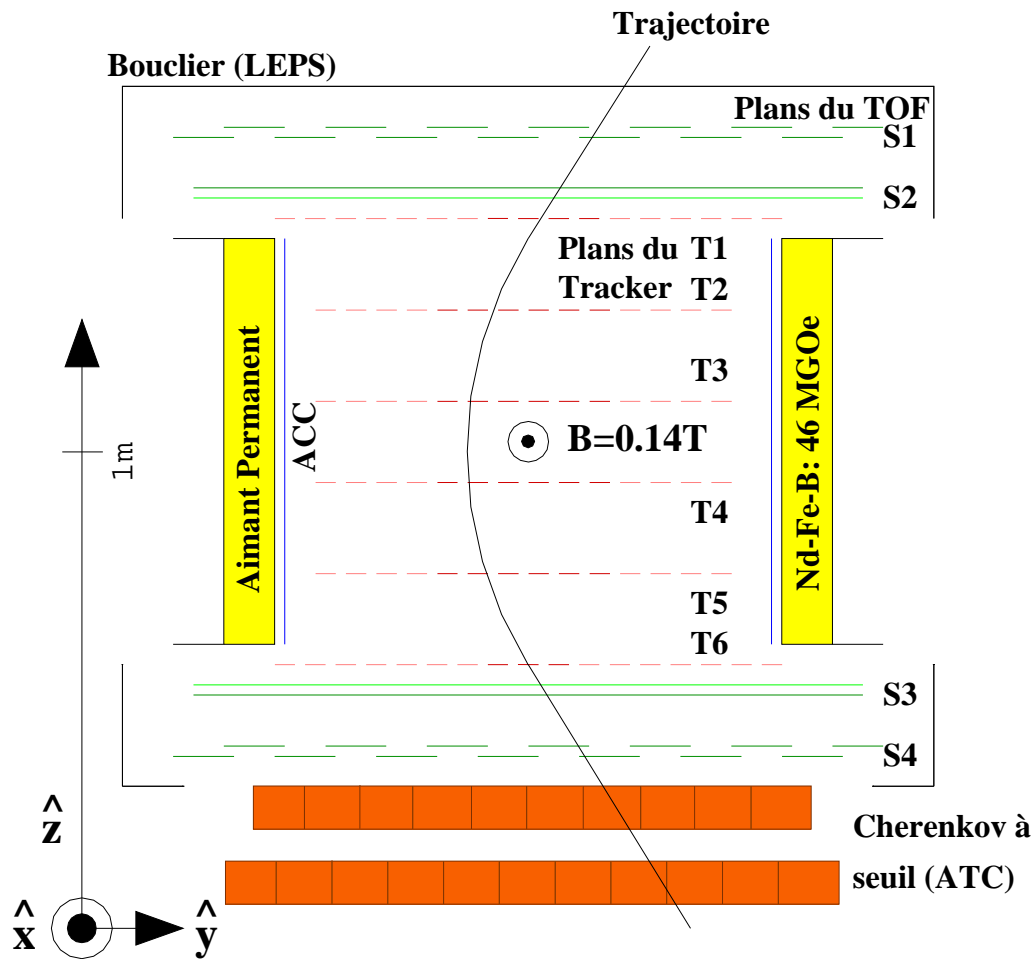 Trajectoire
Bouclier (LEPS)
Plans du TOF
S1
S2
Plans du T1
Tracker T2
T3
Aimant Permanent
ACC
B=0.14T
Nd-Fe-B: 46 MGOe
1m
T4
T5
T6
S3
S4
^
z
Cherenkov à
seuil (ATC)
^
x
^
y